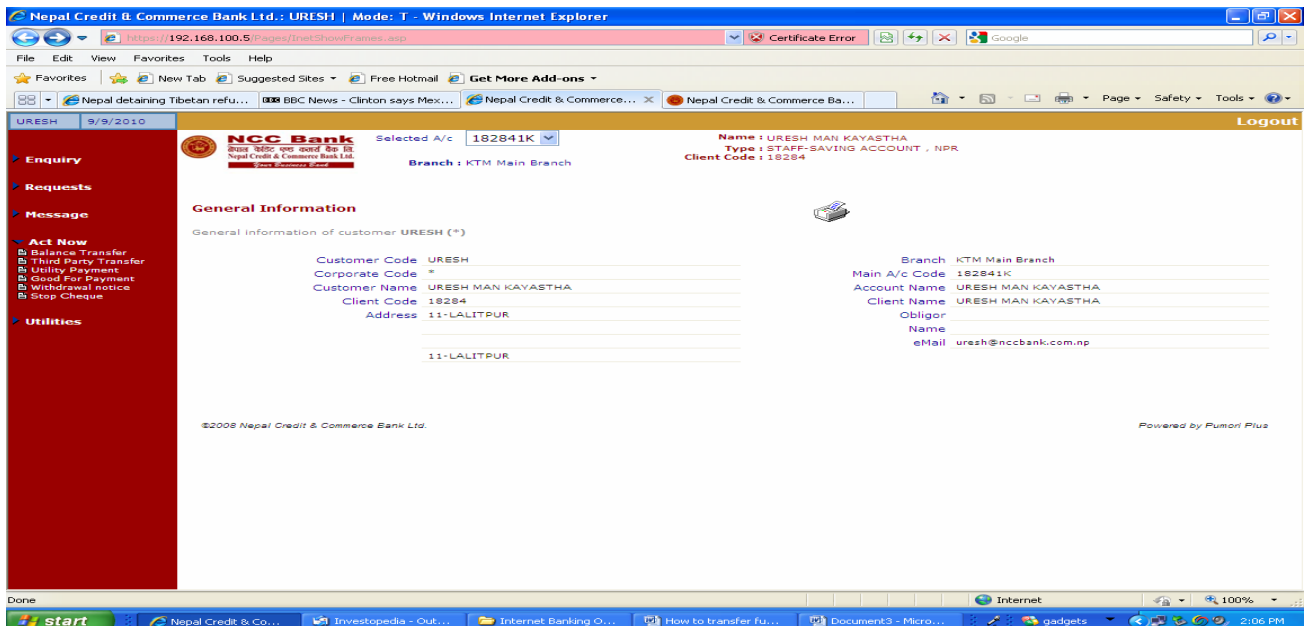 Nepal Credit & Commerce Bank Ltd.: URESH | Mode: T - Windows Internet Explorer
https://192.168.100.5/Pages/InetShowFrames.asp Certificate Error Google
File Edit View Favorites Tools Help
Favorites New Tab Suggested Sites Free Hotmail Get More Add-ons
Nepal detaining Tibetan refu... BBC News - Clinton says Mex... Nepal Credit & Commerce... Nepal Credit & Commerce Ba... Page Safety Tools
URESH 9/9/2010 Logout
NCC Bank
नेपाल क्रेडिट एण्ड कमर्स बैंक लि.
Nepal Credit & Commerce Bank Ltd.
Your Business Bank
Selected A/c 182841K
Branch : KTM Main Branch
Name : URESH MAN KAYASTHA
Type : STAFF-SAVING ACCOUNT , NPR
Client Code : 18284
Enquiry
Requests
Message
Act Now
Balance Transfer
Third Party Transfer
Utility Payment
Good For Payment
Withdrawal notice
Stop Cheque
Utilities
General Information
General information of customer URESH (*)
Customer Code URESH
Corporate Code *
Customer Name URESH MAN KAYASTHA
Client Code 18284
Address 11-LALITPUR
11-LALITPUR
Branch KTM Main Branch
Main A/c Code 182841K
Account Name URESH MAN KAYASTHA
Client Name URESH MAN KAYASTHA
Obligor
Name
eMail uresh@nccbank.com.np
©2008 Nepal Credit & Commerce Bank Ltd. Powered by Pumori Plus
Done Internet 100%
start Nepal Credit & Co... Investopedia - Out... Internet Banking O... How to transfer fu... Document3 - Micro... gadgets 2:06 PM